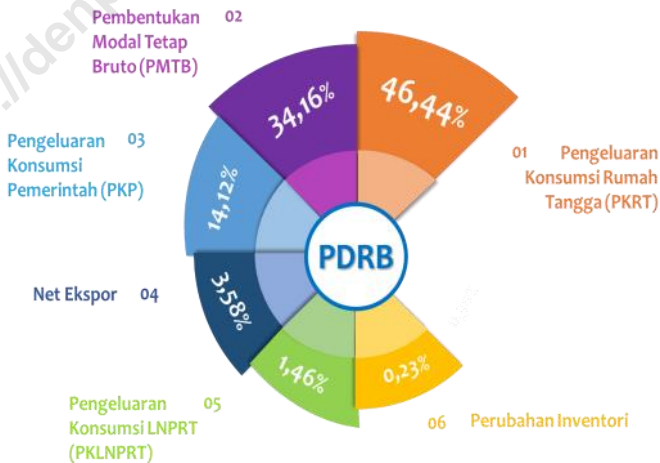 //denp
02 Pembentukan
Modal Tetap
Bruto (PMTB)
34,16%
46,44%
03 Pengeluaran
Konsumsi
Pemerintah (PKP)
14,12%
01 Pengeluaran
Konsumsi Rumah
Tangga (PKRT)
PDRB
Net Ekspor 04
3,58%
1,46%
0,23%
Pengeluaran 05
Konsumsi LNPRT
(PKLNPRT)
06 Perubahan Inventori